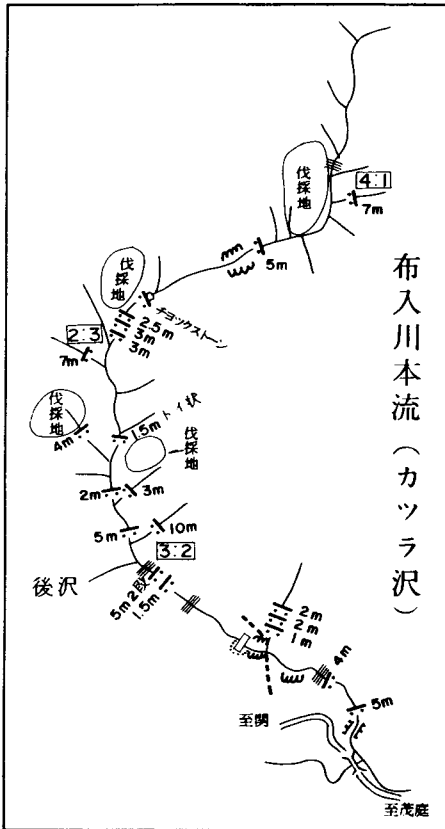 伐採地
4:1
7m
5m
伐採地
チョックストーン
2.5m
3m
3m
2:3
7m
布入川本流（カツラ沢）
伐採地
4m
1.5m
トイ状
伐採地
2m
3m
5m
10m
3:2
後沢
5m2段
1.5m
2m
2m
1m
4m
5m
至関
至茂庭